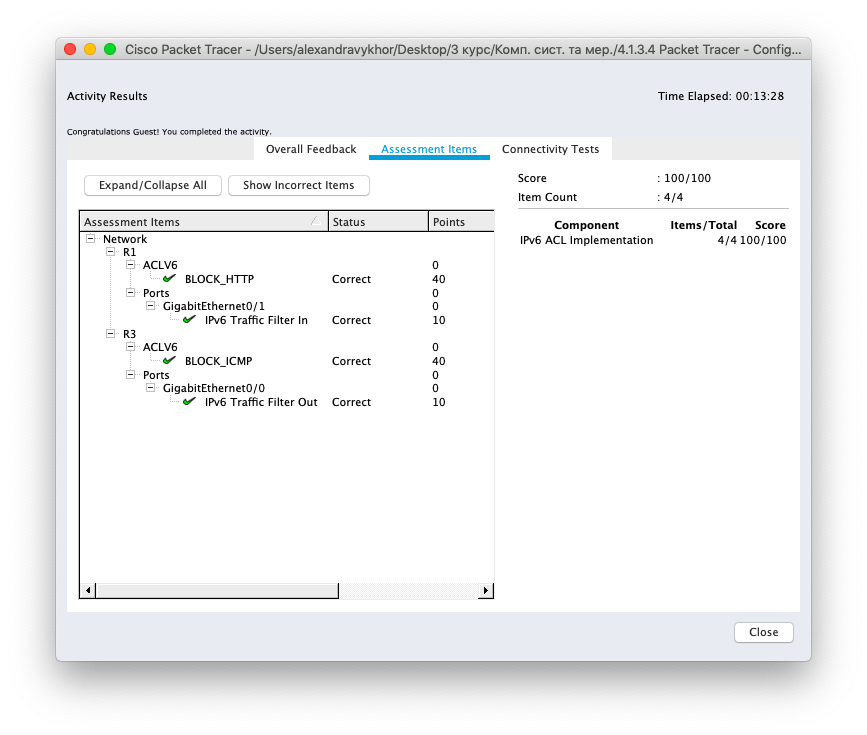 Cisco Packet Tracer - /Users/alexandravykhor/Desktop/3 курс/Комп. сист. та мер./4.1.3.4 Packet Tracer - Config...
Activity Results
Time Elapsed: 00:13:28
Congratulations Guest! You completed the activity.
Overall Feedback Assessment Items Connectivity Tests
Expand/Collapse All Show Incorrect Items
Assessment Items Status Points
Network
R1
ACLV6 0
BLOCK_HTTP Correct 40
Ports 0
GigabitEthernet0/1 0
IPv6 Traffic Filter In Correct 10
R3
ACLV6 0
BLOCK_ICMP Correct 40
Ports 0
GigabitEthernet0/0 0
IPv6 Traffic Filter Out Correct 10
Score : 100/100
Item Count : 4/4
Component Items/Total Score
IPv6 ACL Implementation 4/4 100/100
Close